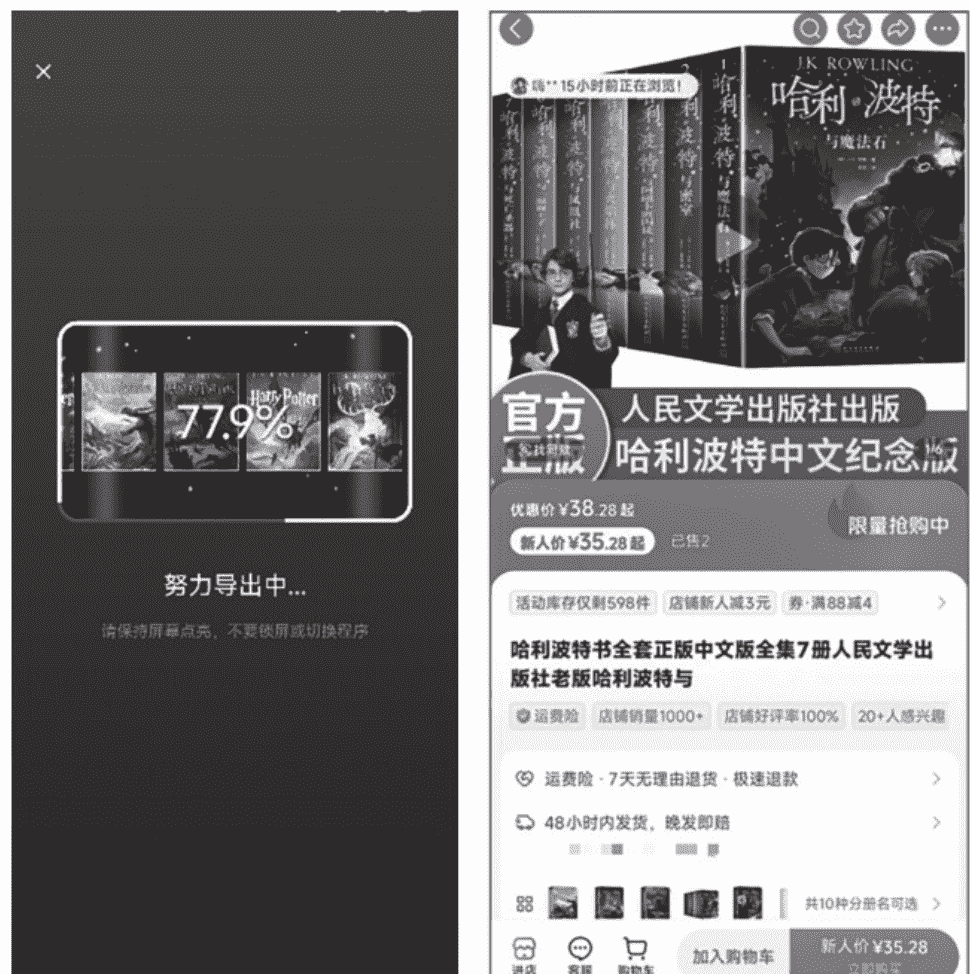 77.9%
Harry Potter
努力导出中...
请保持屏幕点亮，不要锁屏或切换程序
嗨**15小时前正在浏览！
J.K ROWLING
哈利·波特
与魔法石
官方
正版
人民文学出版社出版
哈利波特中文纪念版
优惠价¥38.28起
新人价¥35.28起 已售2
限量抢购中
活动库存仅剩598件 店铺新人减3元 券·满88减4
哈利波特书全套正版中文版全集7册人民文学出
版社老版哈利波特与
运费险 店铺销量1000+ 店铺好评率100% 20+人感兴趣
运费险·7天无理由退货·极速退款
48小时内发货，晚发即赔
共10种分册名可选
进店 客服 购物车 加入购物车 新人价¥35.28
立即购买